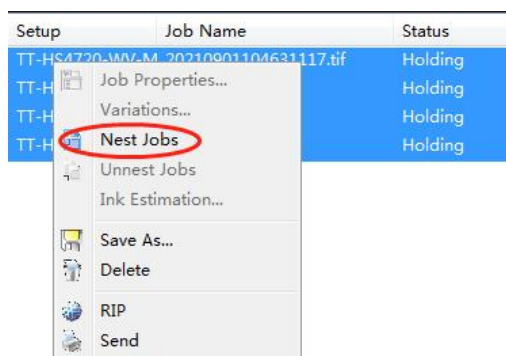 Setup Job Name Status
TT-HS4720-WV-M 20210901104631117.tif Holding
TT-H Job Properties... Holding
TT-H Variations... Holding
TT-H Nest Jobs Holding
Unnest Jobs
Ink Estimation...
Save As...
Delete
RIP
Send